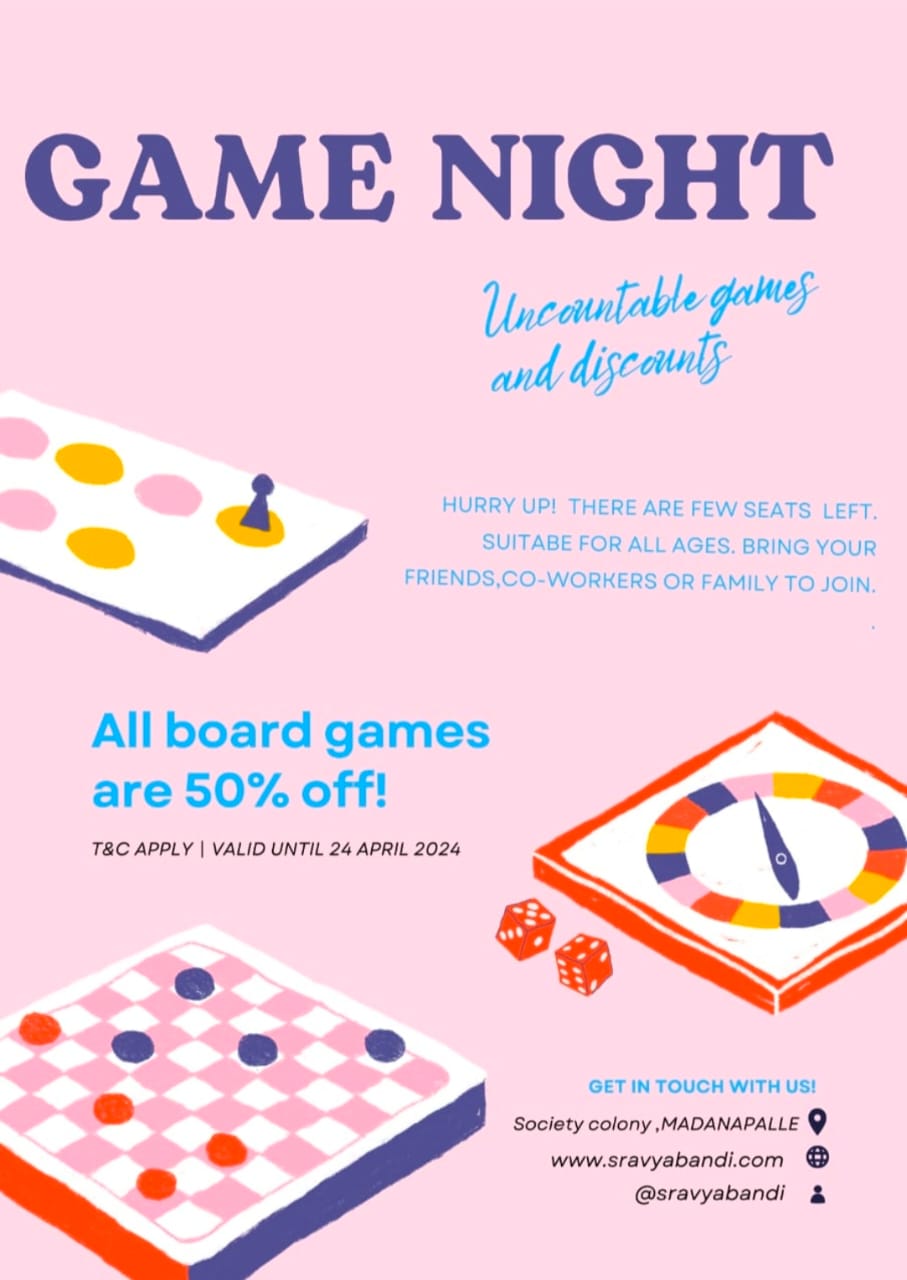 GAME NIGHT
Uncountable games
and discounts
HURRY UP! THERE ARE FEW SEATS LEFT.
SUITABE FOR ALL AGES. BRING YOUR
FRIENDS,CO-WORKERS OR FAMILY TO JOIN.
.
All board games
are 50% off!
T&C APPLY | VALID UNTIL 24 APRIL 2024
GET IN TOUCH WITH US!
Society colony ,MADANAPALLE
www.sravyabandi.com
@sravyabandi